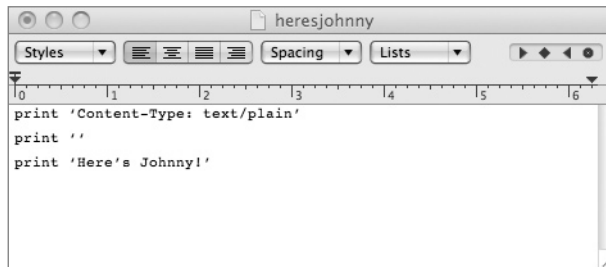 heresjohnny
Styles Spacing Lists
0 1 2 3 4 5 6
print ‘Content-Type: text/plain’
print ‘’
print ‘Here’s Johnny!’